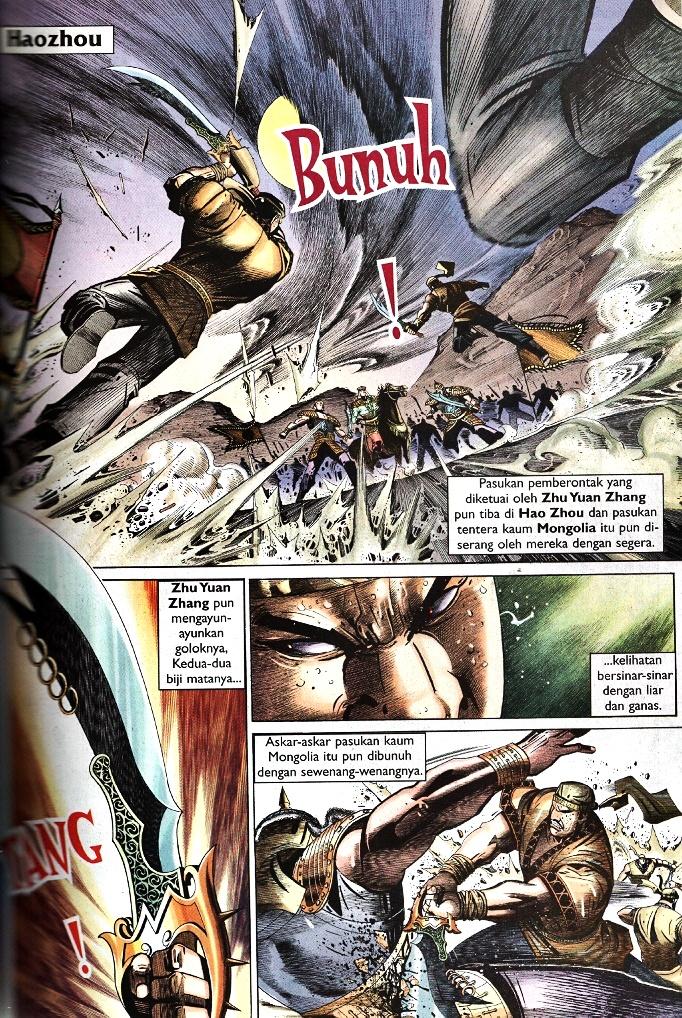 Haozhou
Bunuh
!
Pasukan pemberontak yang
diketuai oleh Zhu Yuan Zhang
pun tiba di Hao Zhou dan pasukan
tentera kaum Mongolia itu pun di-
serang oleh mereka dengan segera.
Zhu Yuan
Zhang pun
mengayun-
ayunkan
goloknya,
Kedua-dua
biji matanya...
...kelihatan
bersinar-sinar
dengan liar
dan ganas.
TANG
!
Askar-askar pasukan kaum
Mongolia itu pun dibunuh
dengan sewenang-wenangnya.